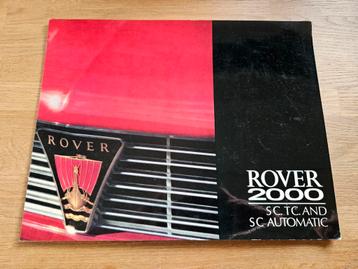 ROVER
ROVER
2000
S.C, T.C. AND
S.C AUTOMATIC